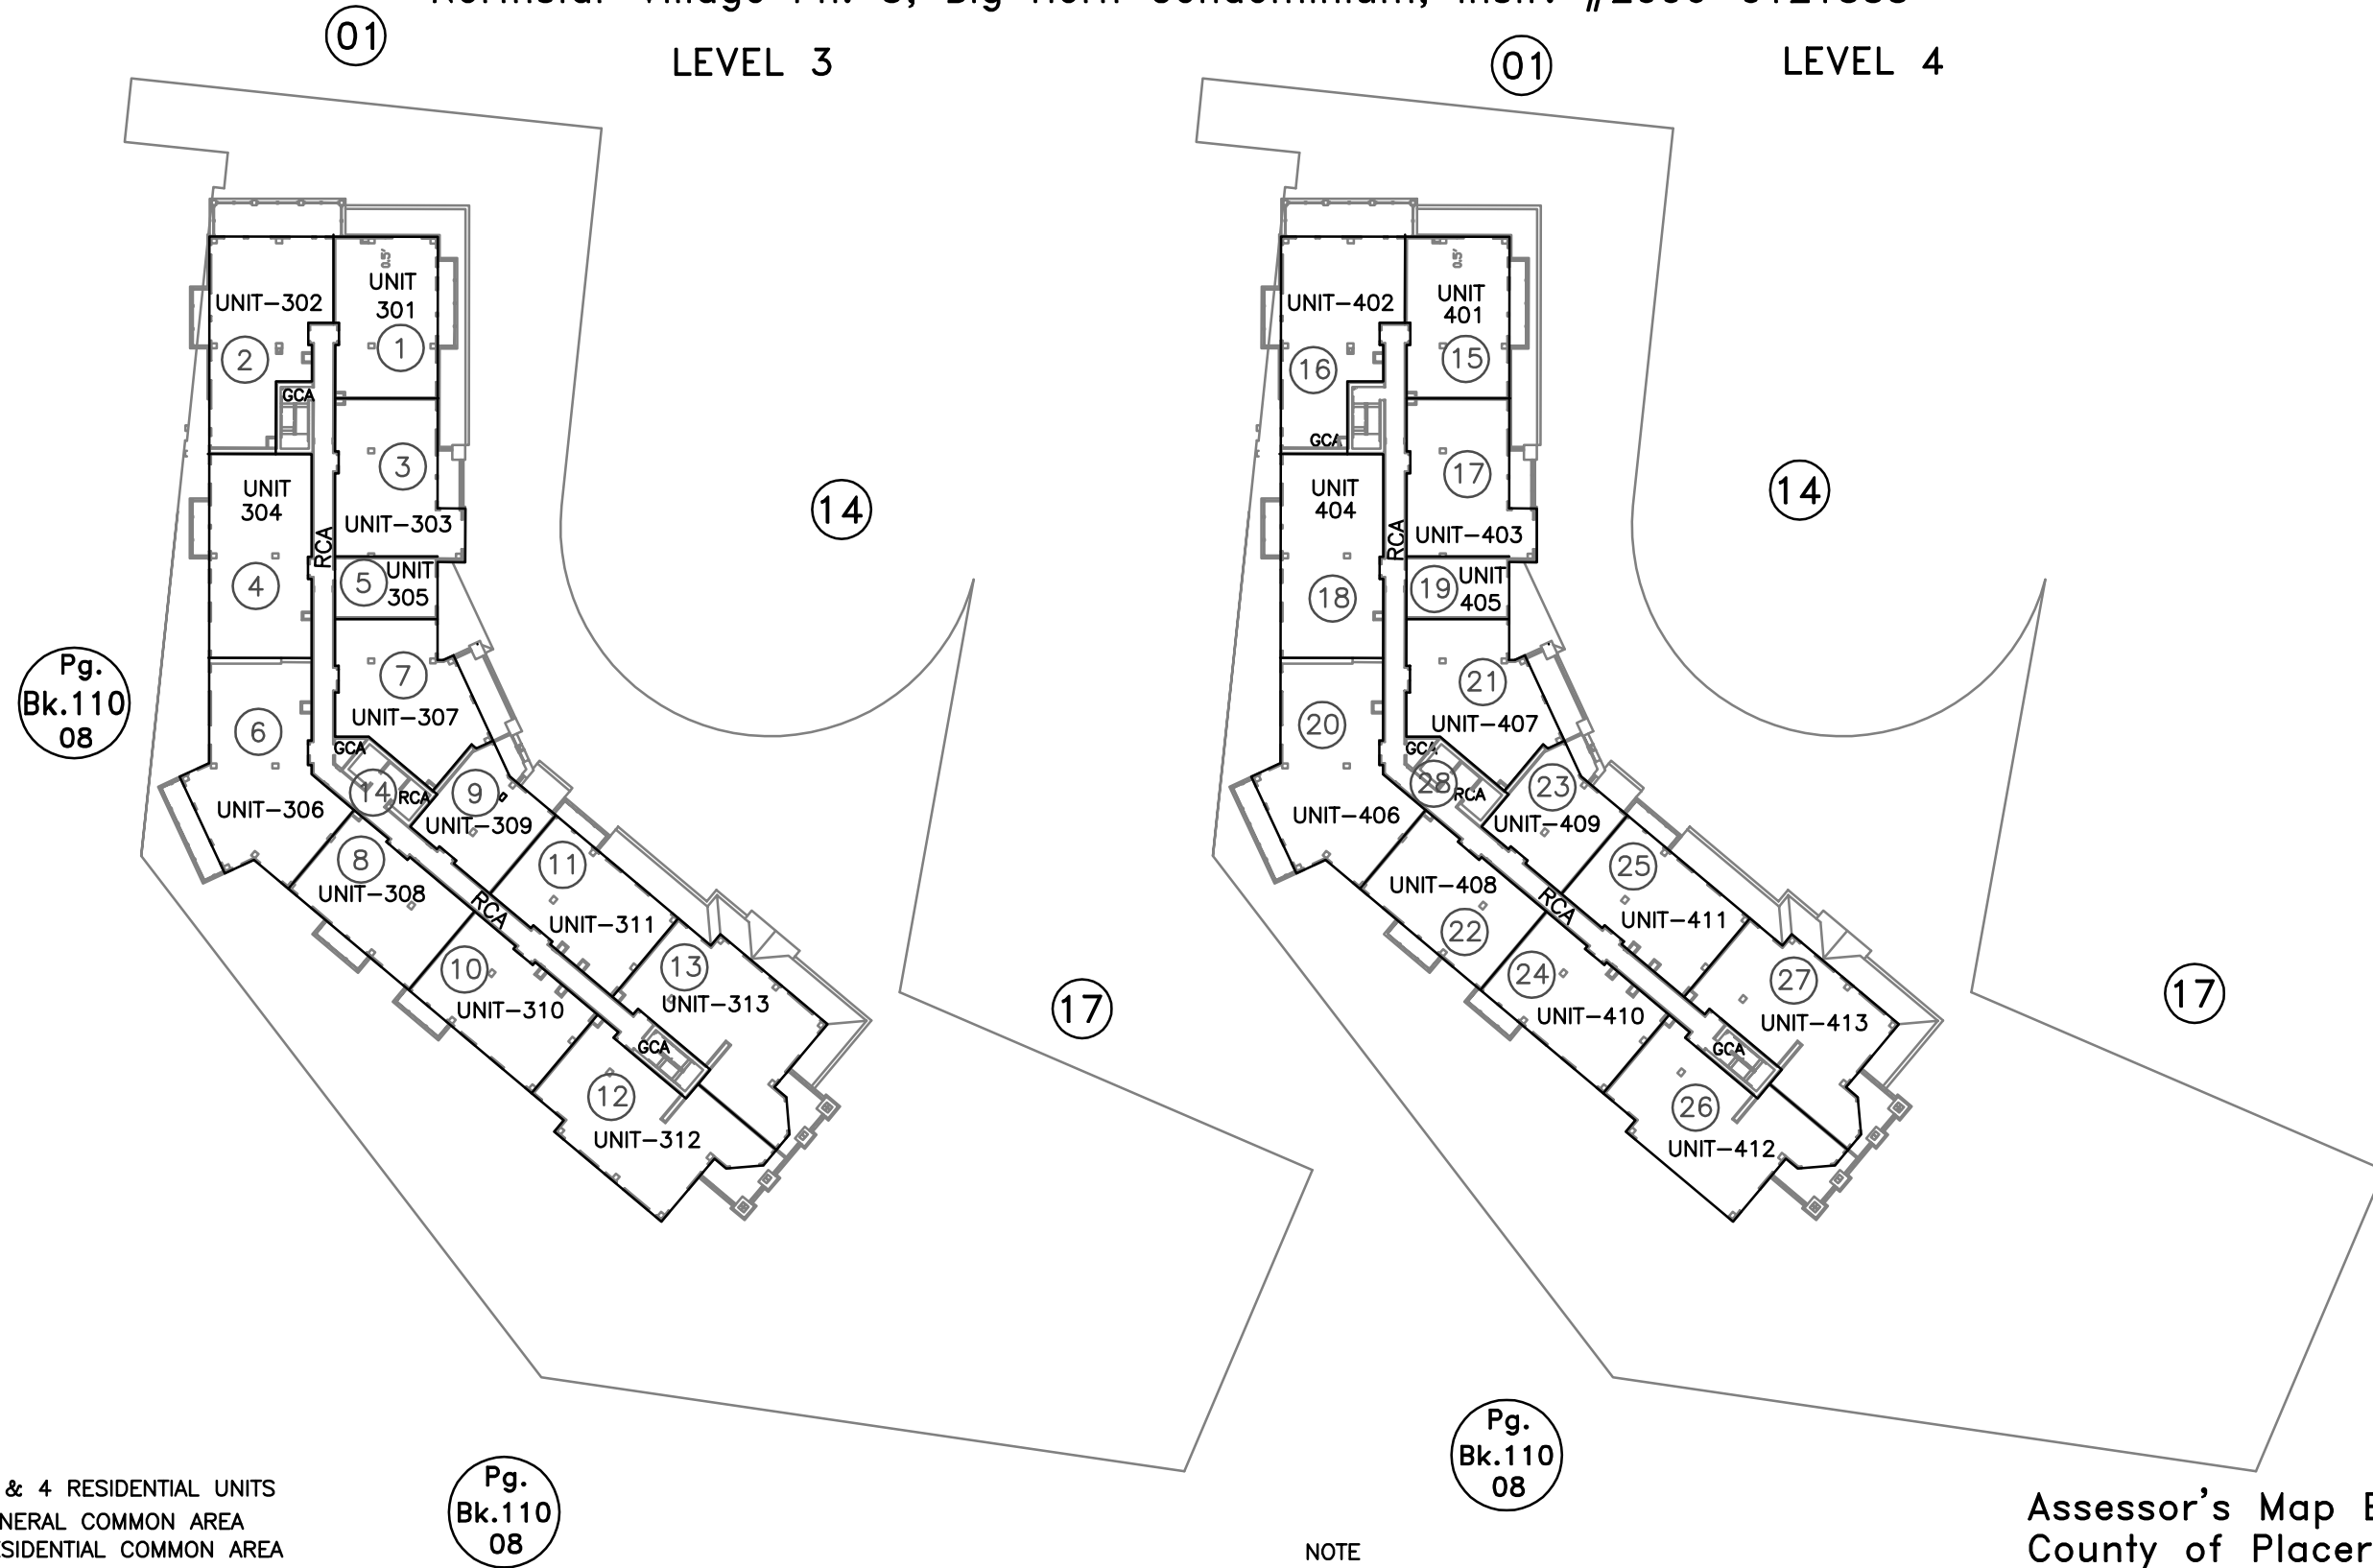 01
LEVEL 3
01
LEVEL 4
0.5'
UNIT
301
1
UNIT-302
2
GCA
3
UNIT-303
UNIT
304
4
RCA
5
UNIT
305
7
UNIT-307
6
UNIT-306
GCA
14
RCA
9
UNIT-309
8
UNIT-308
11
UNIT-311
RCA
10
UNIT-310
13
UNIT-313
GCA
12
UNIT-312
14
17
Pg.
Bk.110
08
0.5'
UNIT
401
15
UNIT-402
16
GCA
17
UNIT-403
UNIT
404
18
RCA
19
UNIT
405
21
UNIT-407
20
UNIT-406
GCA
28
RCA
23
UNIT-409
UNIT-408
22
25
UNIT-411
RCA
24
UNIT-410
27
UNIT-413
GCA
26
UNIT-412
14
17
Pg.
Bk.110
08
Pg.
Bk.110
08
& 4 RESIDENTIAL UNITS
COMMON AREA
COMMON AREA
NOTE
Assessor's Map
County of Placer